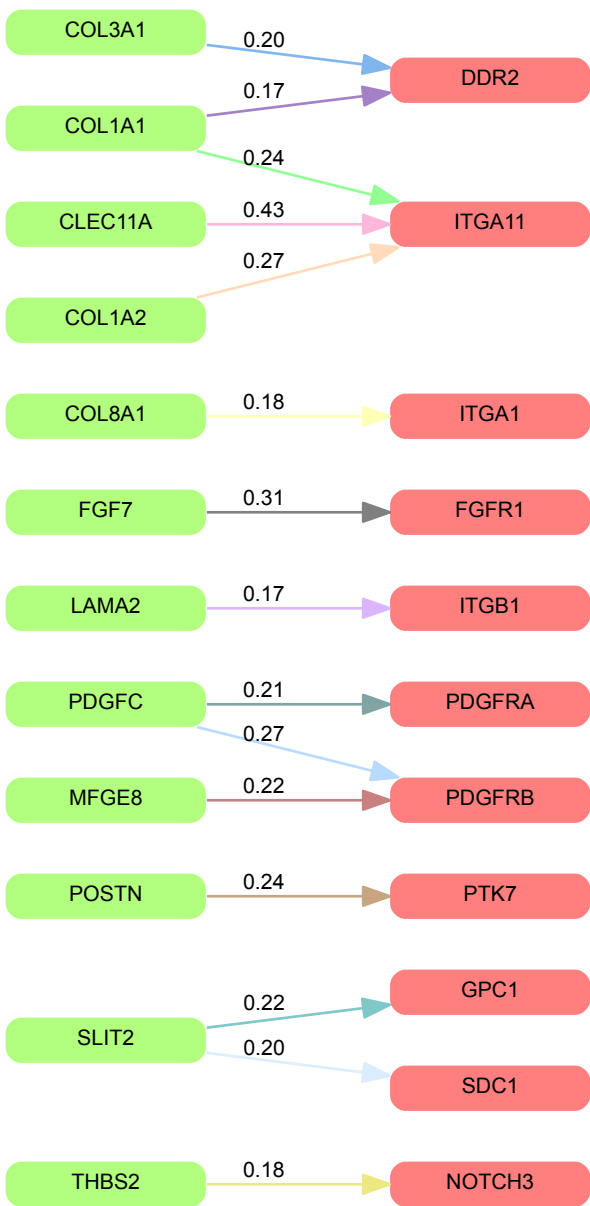 COL3A1
0.20
DDR2
0.17
COL1A1
0.24
CLEC11A
0.43
ITGA11
0.27
COL1A2
COL8A1
0.18
ITGA1
FGF7
0.31
FGFR1
LAMA2
0.17
ITGB1
PDGFC
0.21
PDGFRA
0.27
MFGE8
0.22
PDGFRB
POSTN
0.24
PTK7
GPC1
0.22
SLIT2
0.20
SDC1
THBS2
0.18
NOTCH3